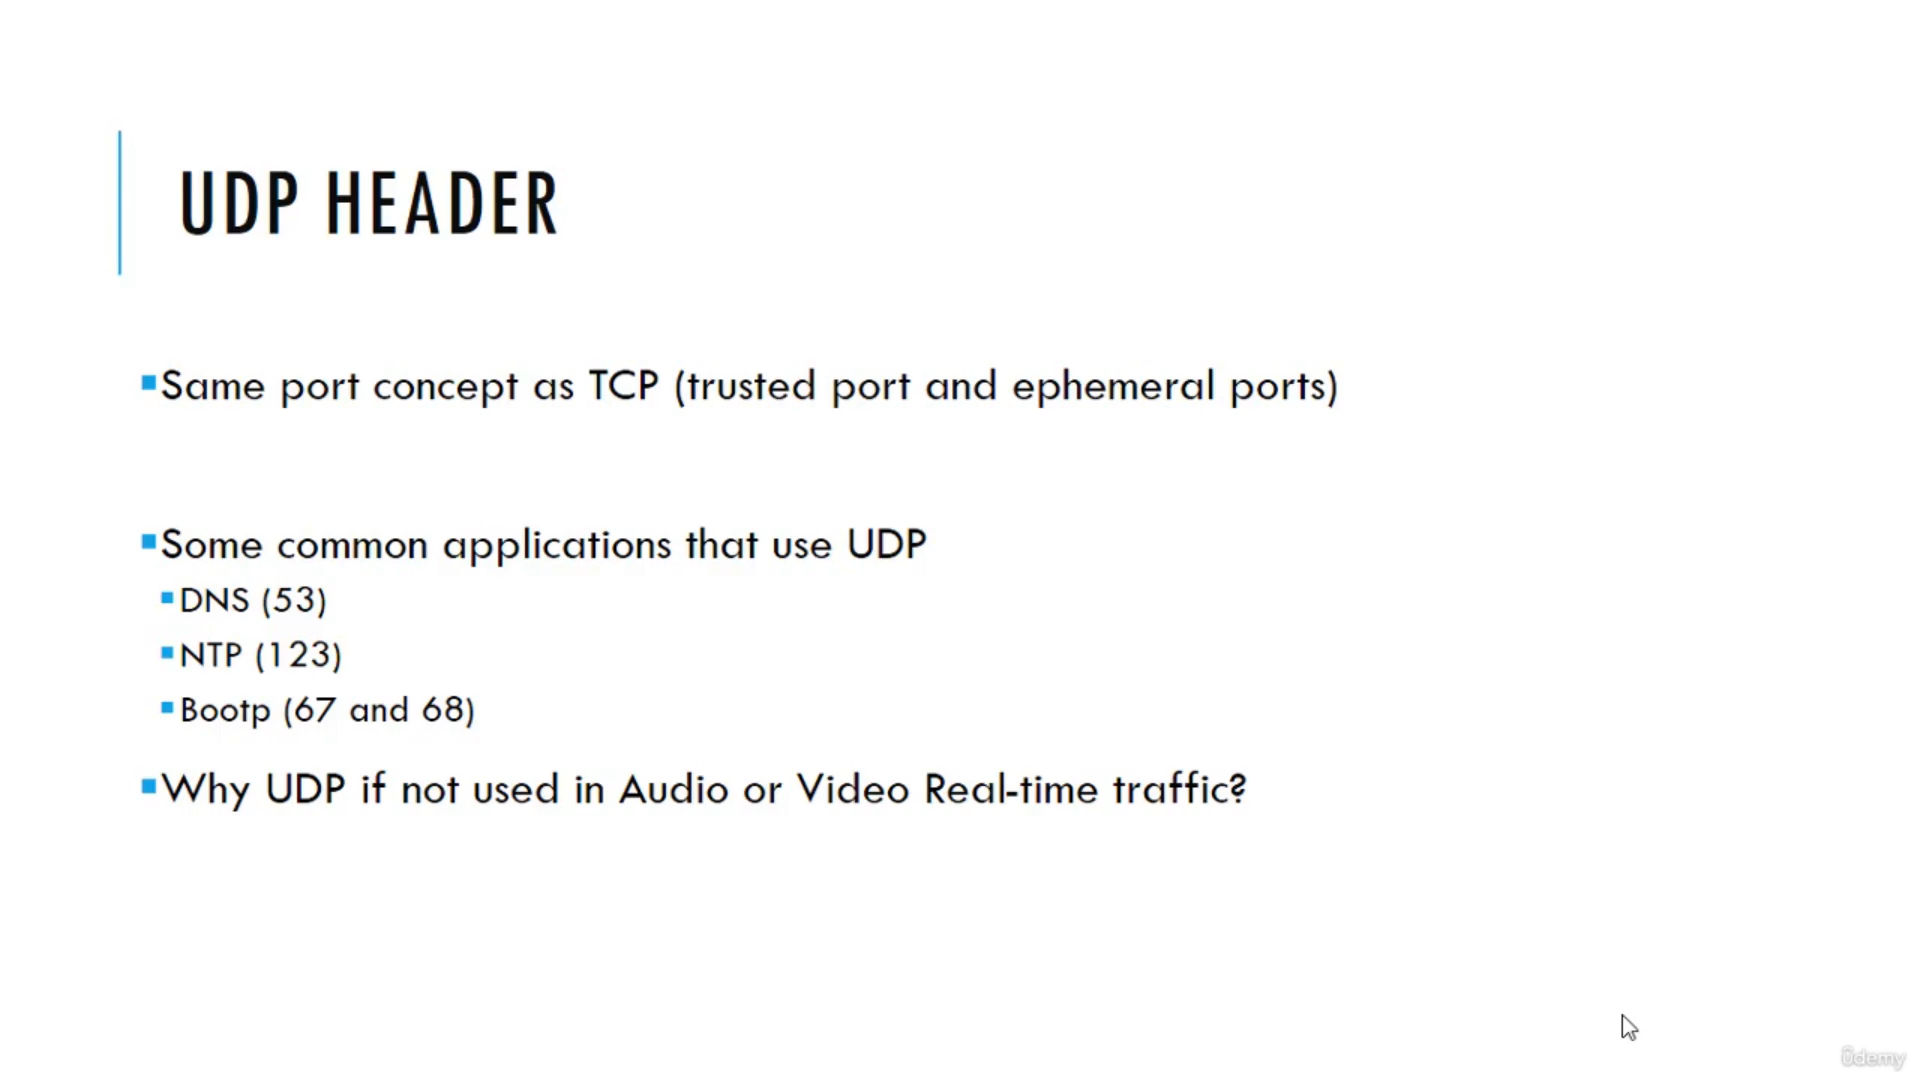 UDP HEADER
Same port concept as TCP (trusted port and ephemeral ports)
Some common applications that use UDP
DNS (53)
NTP (123)
Bootp (67 and 68)
Why UDP if not used in Audio or Video Real-time traffic?
ûdemy